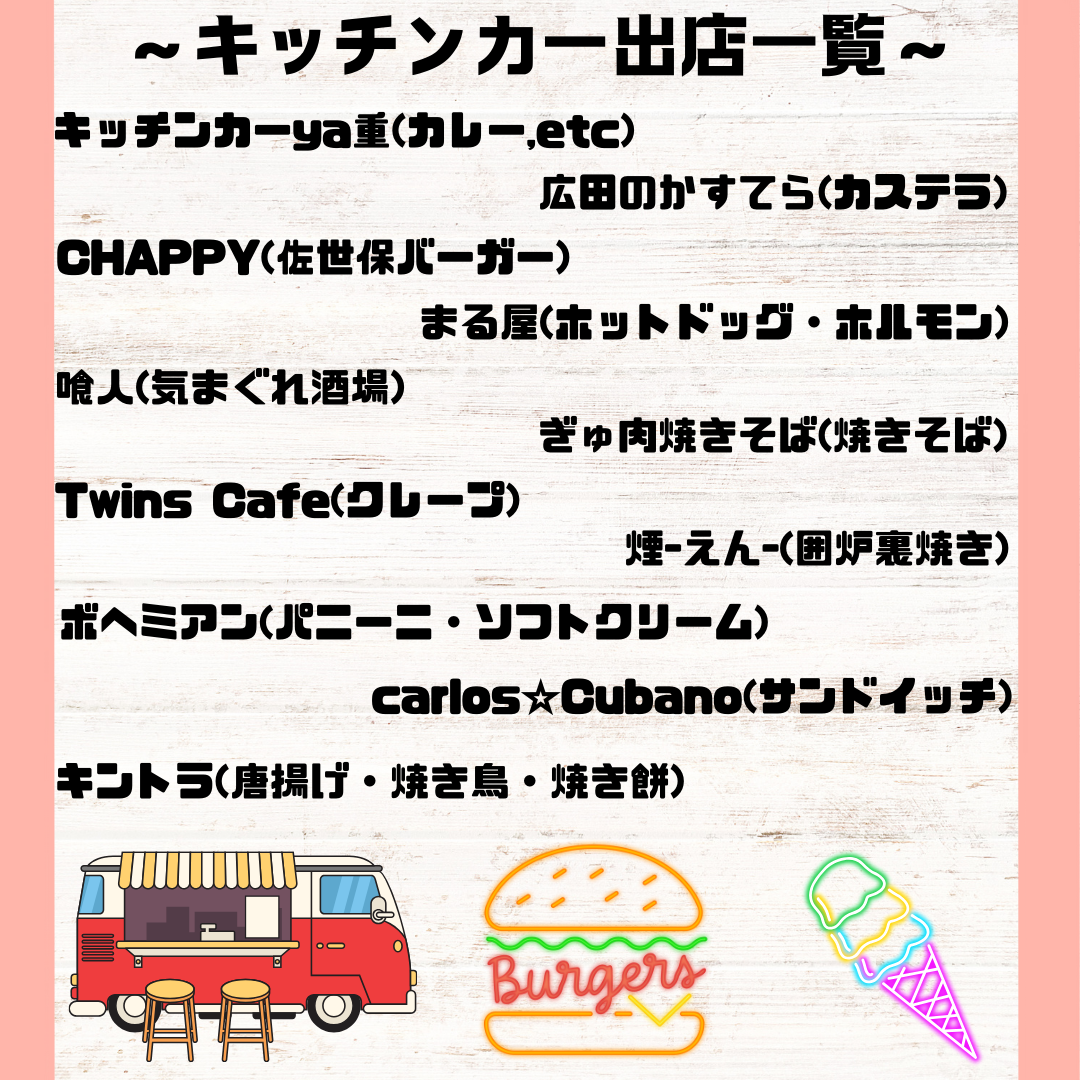 ~キッチンカー出店一覧~
キッチンカーya重(カレー,etc)
広田のかすてら(カステラ)
CHAPPY(佐世保バーガー)
まる屋(ホットドッグ・ホルモン)
喰人(気まぐれ酒場)
ぎゅ肉焼きそば(焼きそば)
Twins Cafe(クレープ)
煙-えん-(囲炉裏焼き)
ボヘミアン(パニーニ・ソフトクリーム)
carlos☆Cubano(サンドイッチ)
キントラ(唐揚げ・焼き鳥・焼き餅)
Burgers